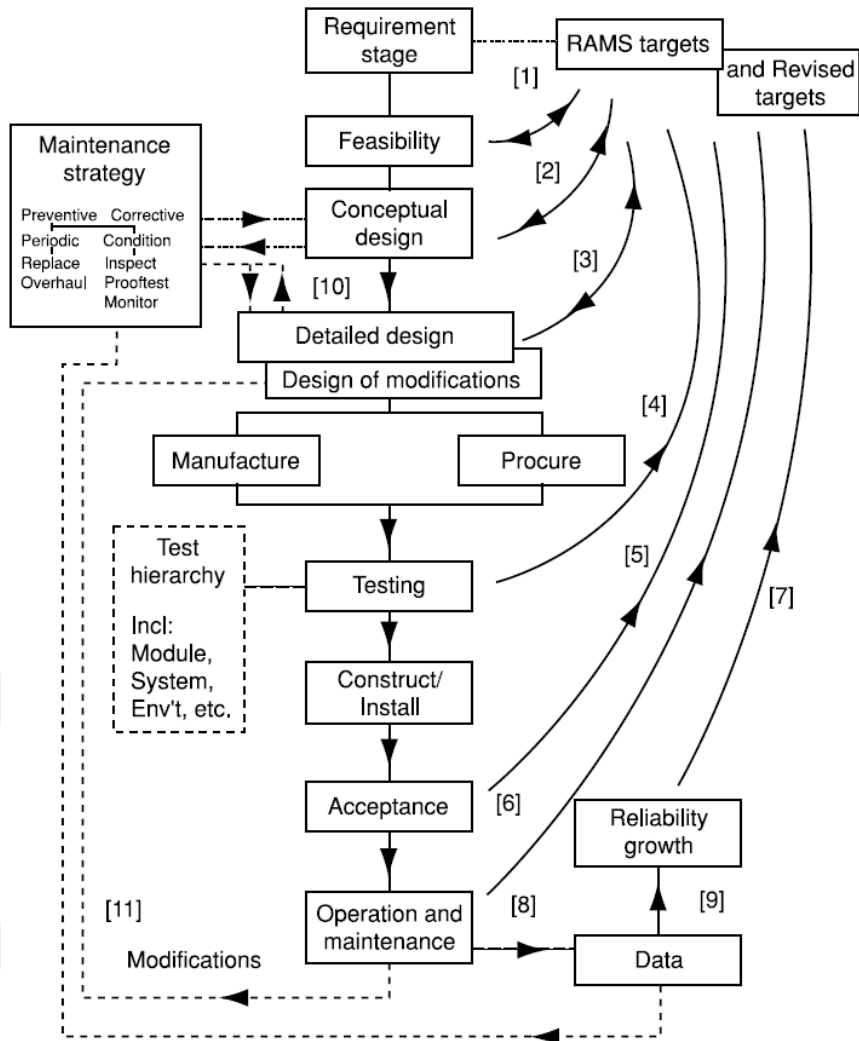 Requirement
stage
RAMS targets
and Revised
targets
[1]
Feasibility
Maintenance
strategy
[2]
Preventive Corrective
Conceptual
design
Periodic Condition
Replace Inspect
Overhaul Prooftest
Monitor
[3]
[10]
Detailed design
Design of modifications
[4]
Manufacture
Procure
Test
hierarchy
Incl:
Module,
System,
Env't, etc.
Testing
[5]
[7]
Construct/
Install
Acceptance
[6]
Reliability
growth
[11]
Operation and
maintenance
[8]
[9]
Modifications
Data